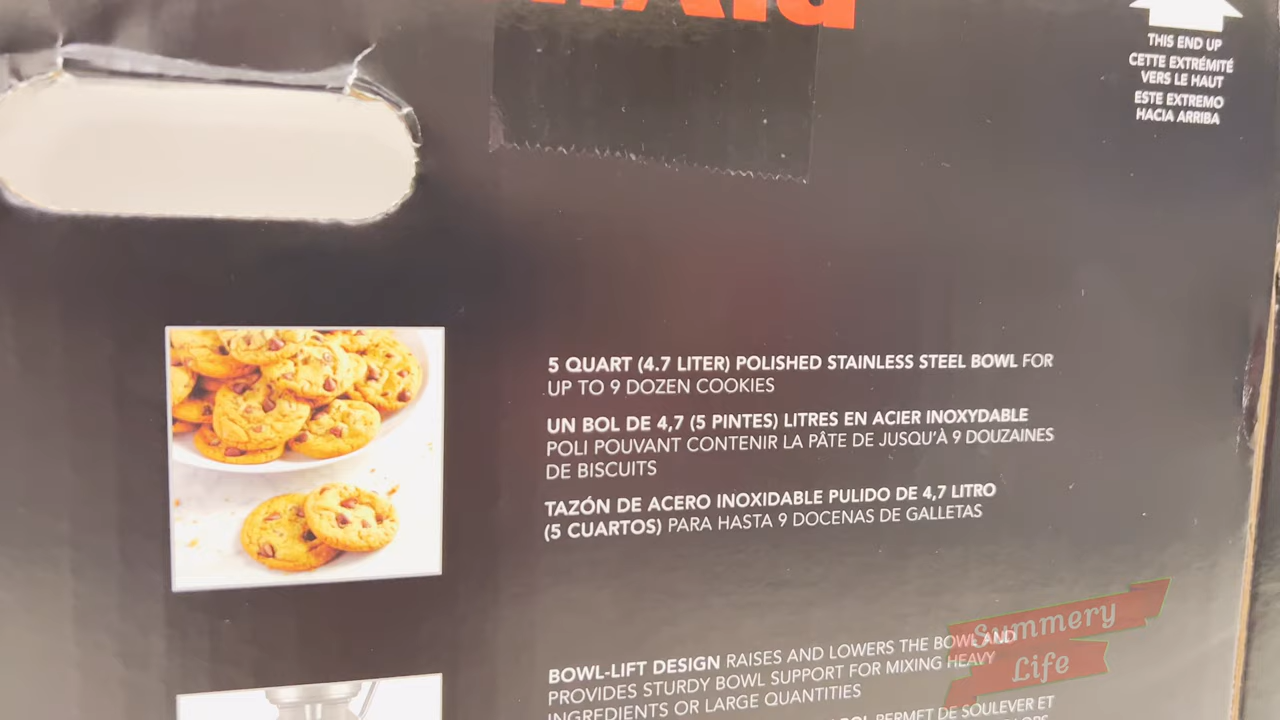 THIS END UP
CETTE EXTRÉMITÉ
VERS LE HAUT
ESTE EXTREMO
HACIA ARRIBA
5 QUART (4.7 LITER) POLISHED STAINLESS STEEL BOWL FOR
UP TO 9 DOZEN COOKIES
UN BOL DE 4,7 (5 PINTES) LITRES EN ACIER INOXYDABLE
POLI POUVANT CONTENIR LA PÂTE DE JUSQU'À 9 DOUZAINES
DE BISCUITS
TAZÓN DE ACERO INOXIDABLE PULIDO DE 4,7 LITRO
(5 CUARTOS) PARA HASTA 9 DOCENAS DE GALLETAS
BOWL-LIFT DESIGN RAISES AND LOWERS THE BOWL AND
PROVIDES STURDY BOWL SUPPORT FOR MIXING HEAVY
INGREDIENTS OR LARGE QUANTITIES
PERMET DE SOULEVER ET
Summery
Life